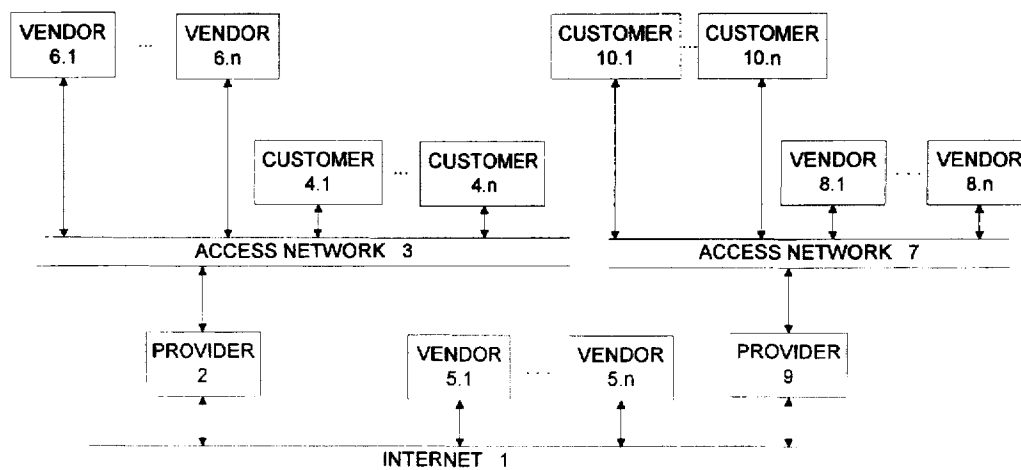 VENDOR
6.1
...
VENDOR
6.n
CUSTOMER
10.1
...
CUSTOMER
10.n
CUSTOMER
4.1
...
CUSTOMER
4.n
VENDOR
8.1
...
VENDOR
8.n
ACCESS NETWORK 3
ACCESS NETWORK 7
PROVIDER
2
VENDOR
5.1
...
VENDOR
5.n
PROVIDER
9
INTERNET 1